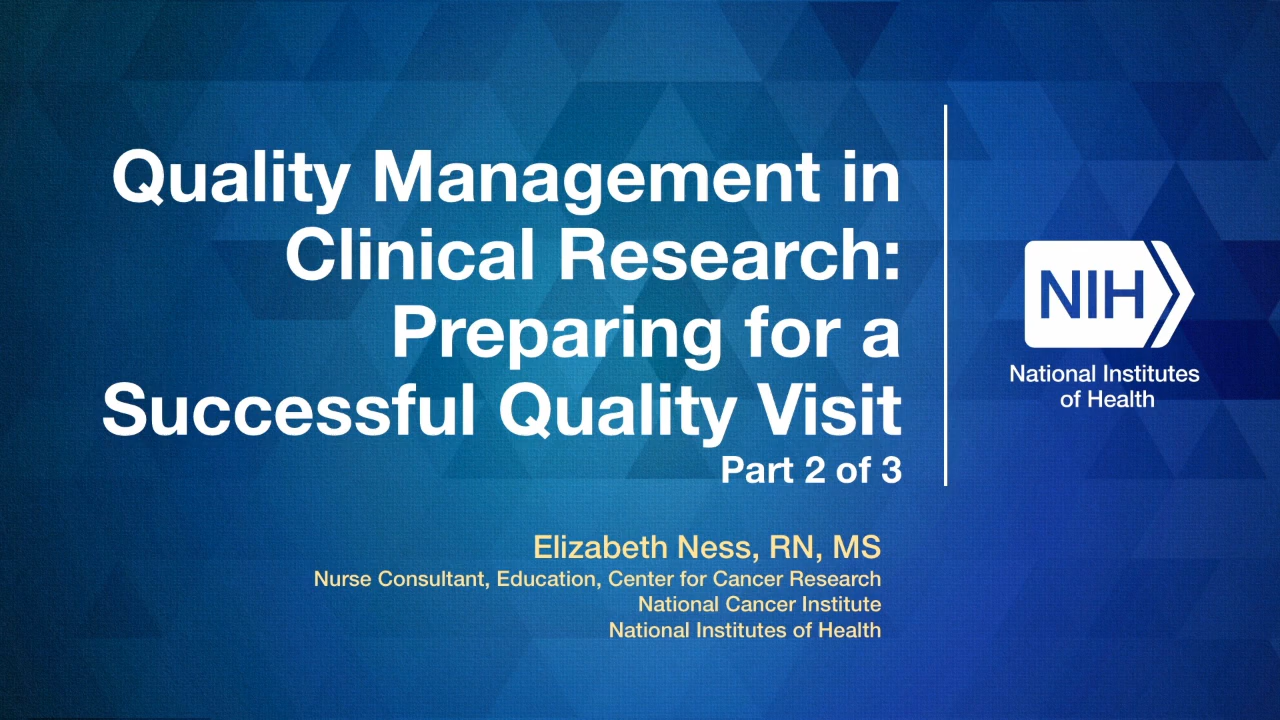 Quality Management in
Clinical Research:
Preparing for a
Successful Quality Visit
Part 2 of 3
Elizabeth Ness, RN, MS
Nurse Consultant, Education, Center for Cancer Research
National Cancer Institute
National Institutes of Health
NIH
National Institutes
of Health